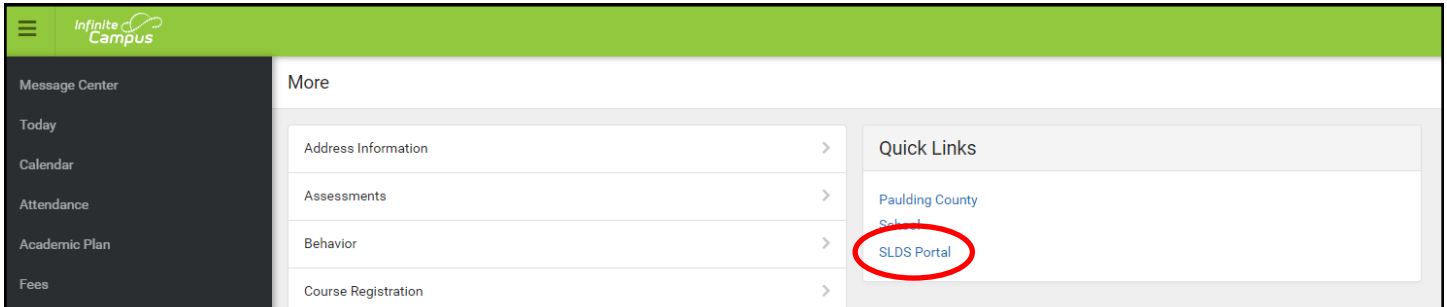 Infinite
Campus
Message Center
Today
Calendar
Attendance
Academic Plan
Fees
More
Address Information
Assessments
Behavior
Course Registration
Quick Links
Paulding County
School
SLDS Portal